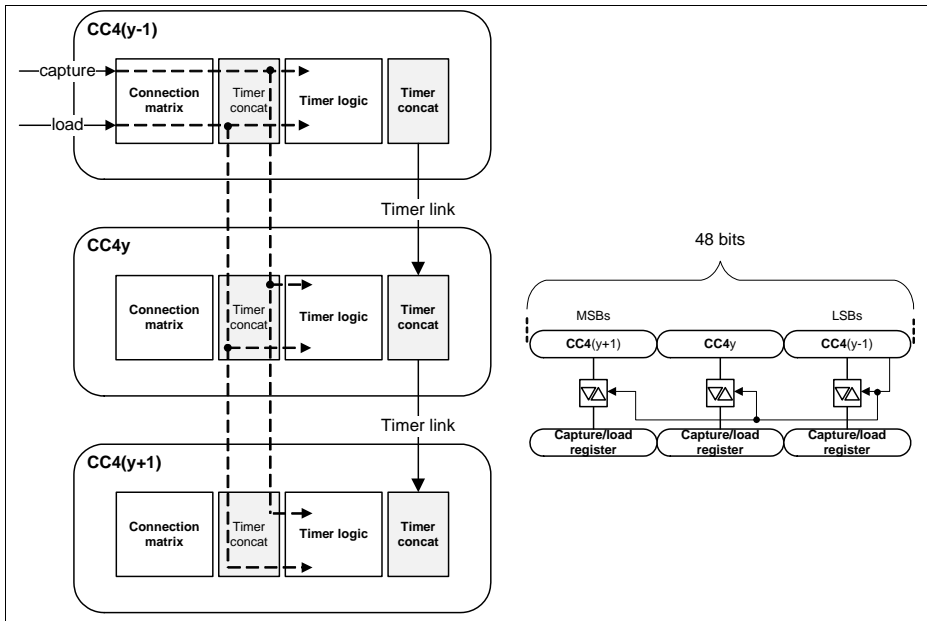 CC4(y-1)
capture
load
Connection
matrix
Timer
concat
Timer logic
Timer
concat
Timer link
CC4y
Connection
matrix
Timer
concat
Timer logic
Timer
concat
Timer link
CC4(y+1)
Connection
matrix
Timer
concat
Timer logic
Timer
concat
48 bits
MSBs
LSBs
CC4(y+1)
CC4y
CC4(y-1)
Capture/load
register
Capture/load
register
Capture/load
register